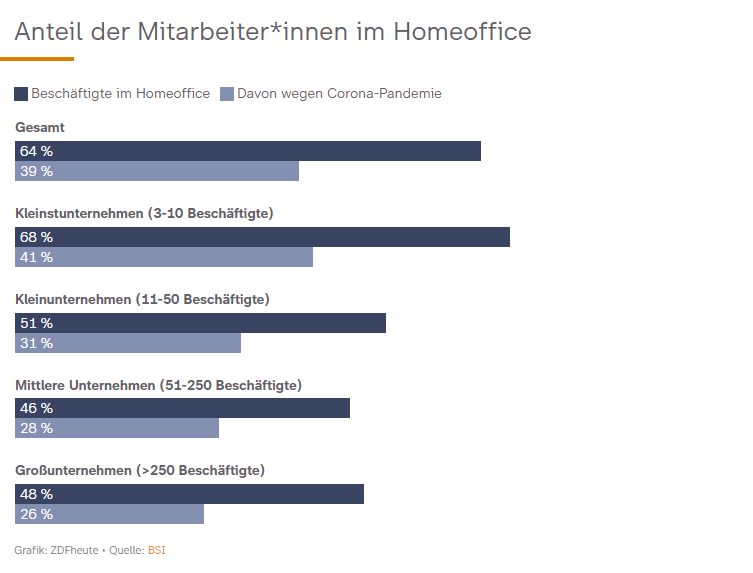 Anteil der Mitarbeiter*innen im Homeoffice
Beschäftigte im Homeoffice Davon wegen Corona-Pandemie
Gesamt
64 %
39 %
Kleinstunternehmen (3-10 Beschäftigte)
68 %
41 %
Kleinunternehmen (11-50 Beschäftigte)
51 %
31 %
Mittlere Unternehmen (51-250 Beschäftigte)
46 %
28 %
Großunternehmen (>250 Beschäftigte)
48 %
26 %
Grafik: ZDFheute • Quelle: BSI